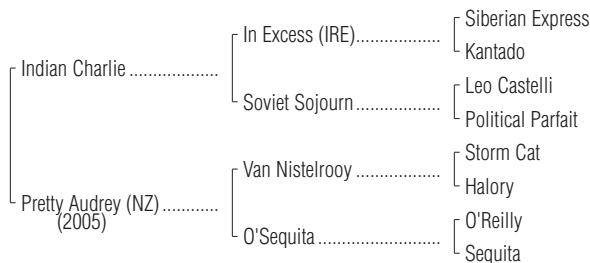 Siberian Express
In Excess (IRE)....................
Kantado
Indian Charlie ....................
Leo Castelli
Soviet Sojourn ....................
Political Parfait
Storm Cat
Van Nistelrooy ....................
Halory
Pretty Audrey (NZ) .............
(2005)
O'Reilly
O'Sequita ............................
Sequita